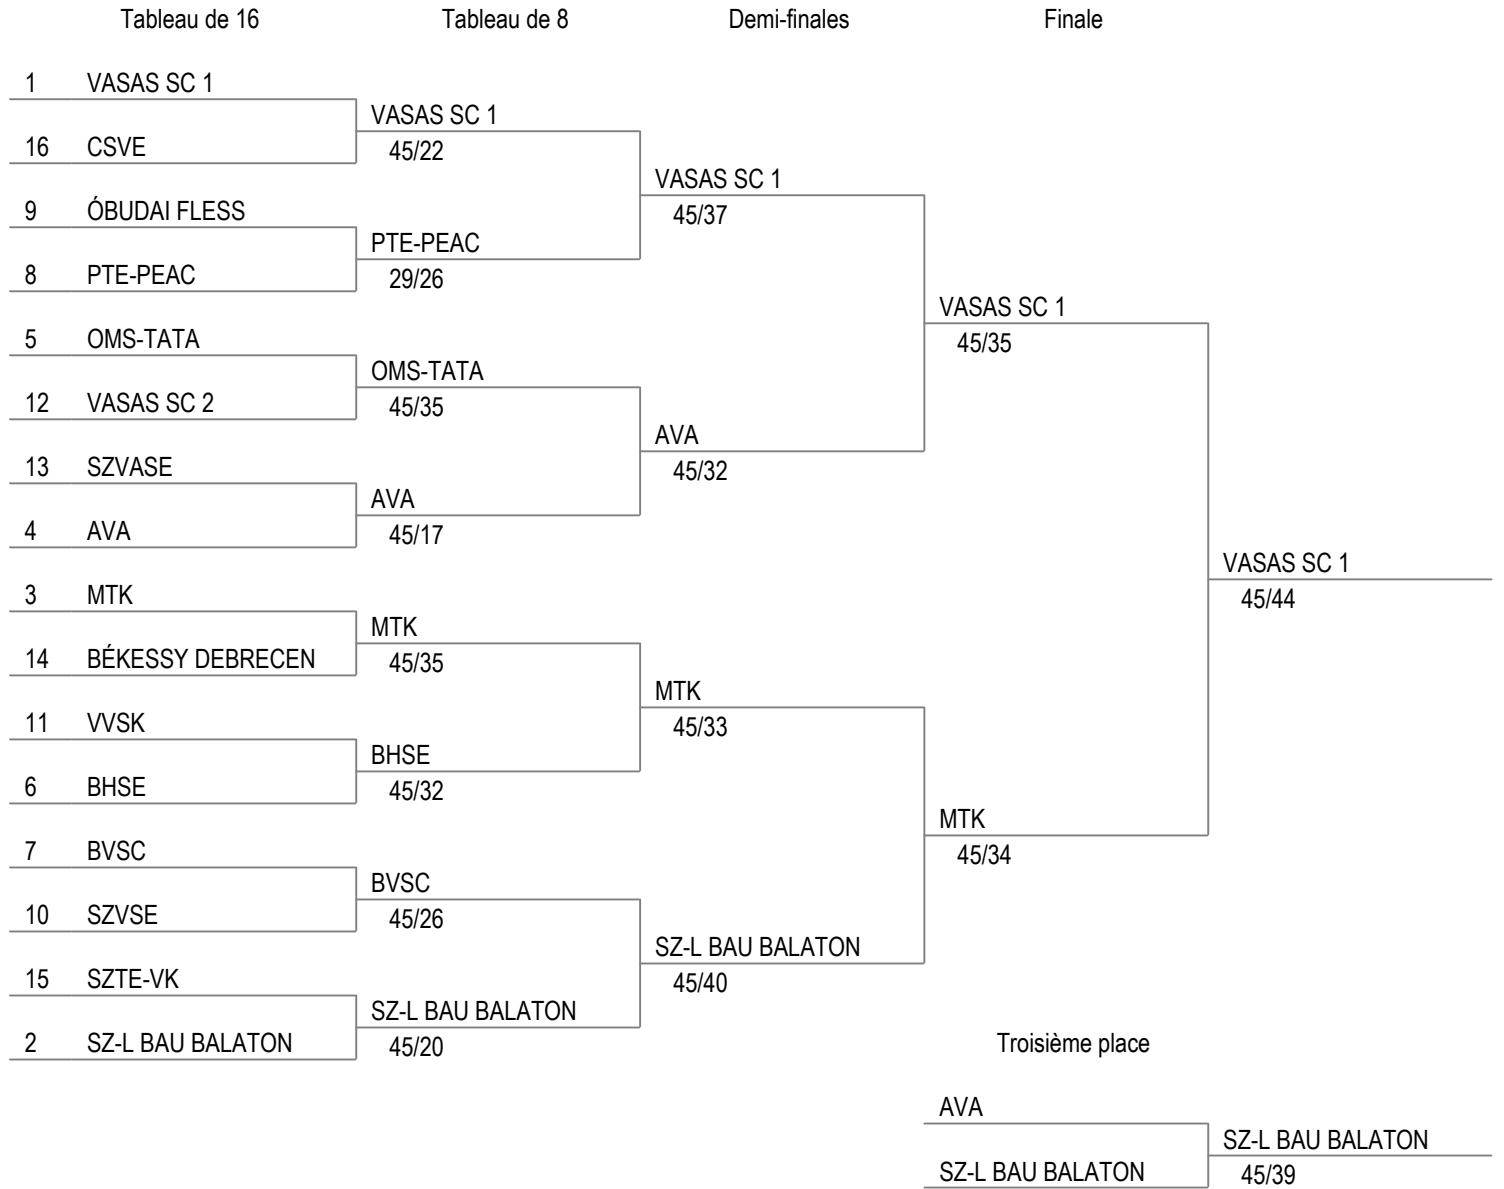 Tableau de 16 Tableau de 8 Demi-finales Finale
1 VASAS SC 1
VASAS SC 1
16 CSVE 45/22
VASAS SC 1
9 ÓBUDAI FLESS 45/37
PTE-PEAC
8 PTE-PEAC 29/26
VASAS SC 1
5 OMS-TATA 45/35
OMS-TATA
12 VASAS SC 2 45/35
AVA
13 SZVASE 45/32
AVA
4 AVA 45/17
VASAS SC 1
3 MTK 45/44
MTK
14 BÉKESSY DEBRECEN 45/35
MTK
11 VVSK 45/33
BHSE
6 BHSE 45/32
MTK
7 BVSC 45/34
BVSC
10 SZVSE 45/26
SZ-L BAU BALATON
15 SZTE-VK 45/40
SZ-L BAU BALATON
2 SZ-L BAU BALATON 45/20 Troisième place
AVA
SZ-L BAU BALATON
SZ-L BAU BALATON 45/39